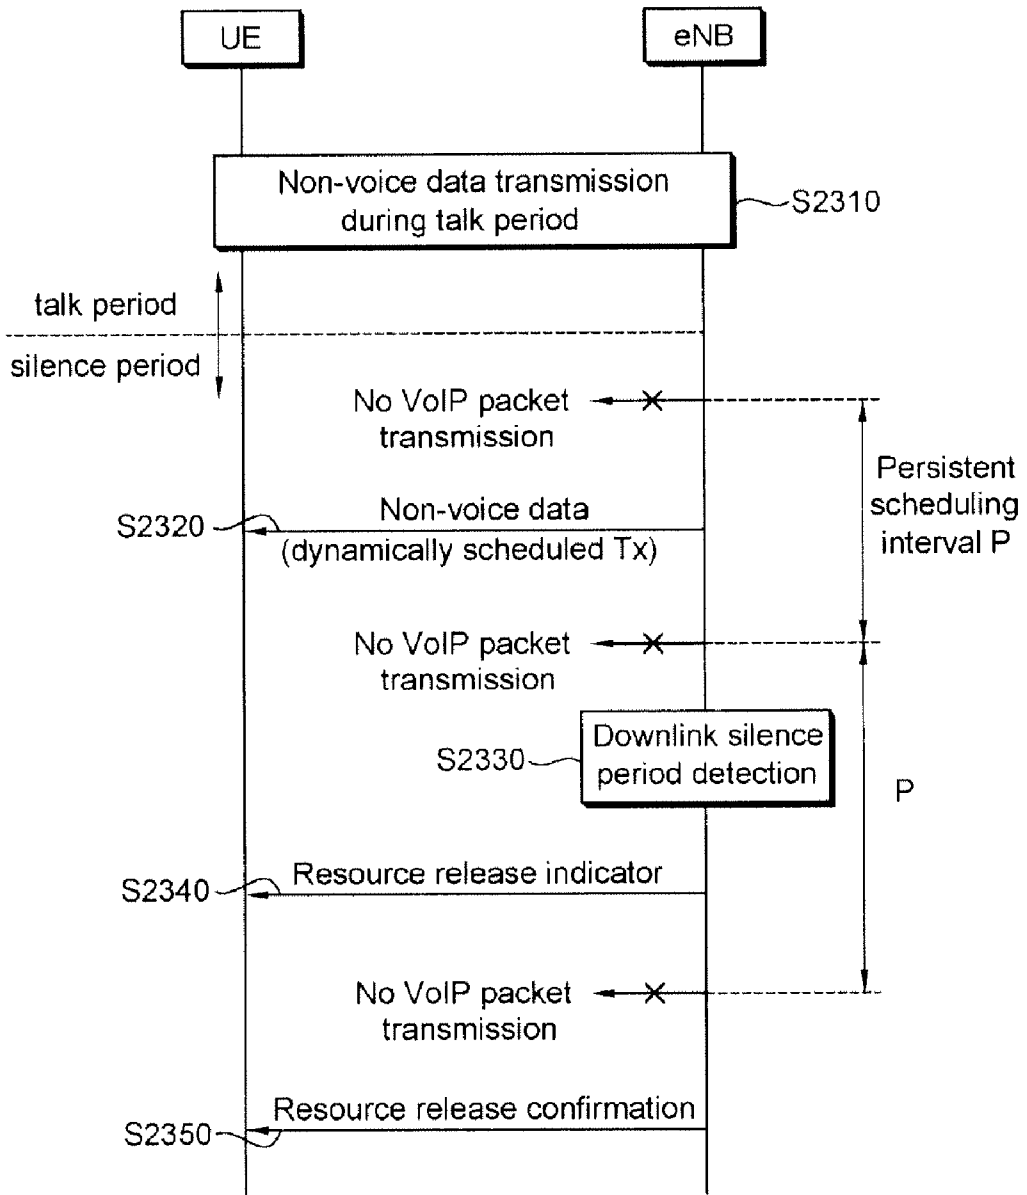 UE
eNB
Non-voice data transmission
during talk period
S2310
talk period
silence period
No VoIP packet
transmission
Persistent
scheduling
interval P
S2320
Non-voice data
(dynamically scheduled Tx)
No VoIP packet
transmission
S2330
Downlink silence
period detection
P
Resource release indicator
S2340
No VoIP packet
transmission
Resource release confirmation
S2350